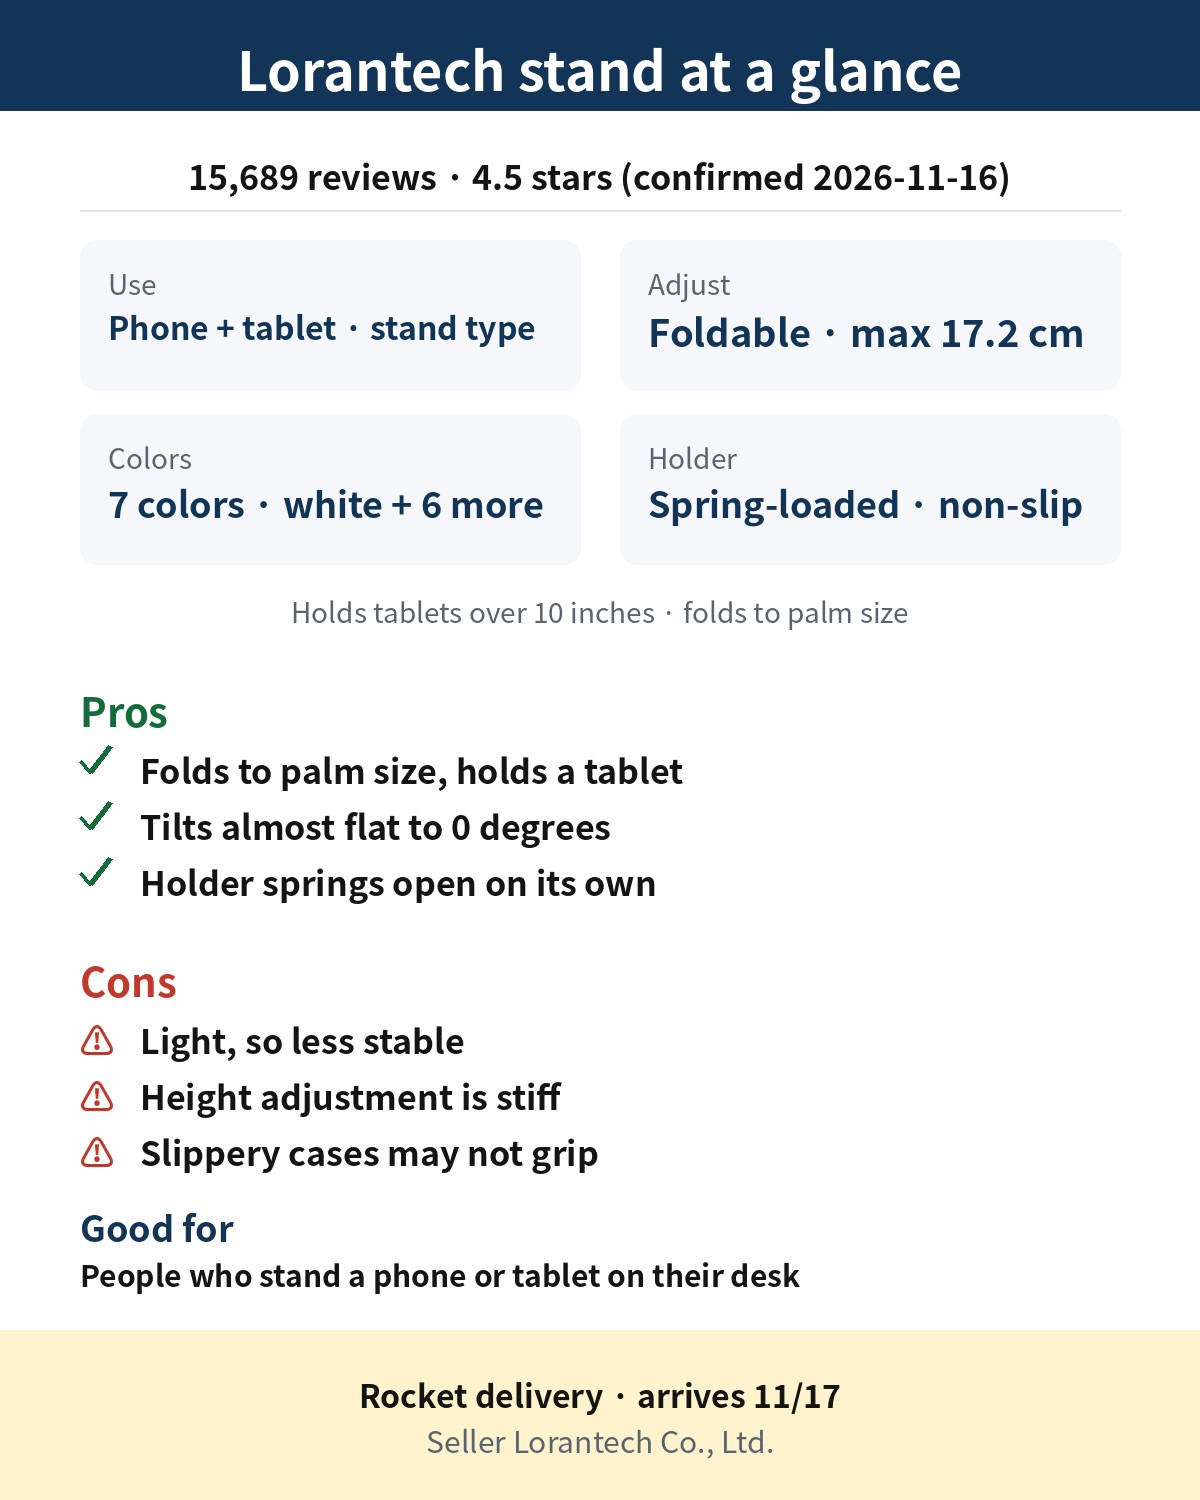 Lorantech stand at a glance
15,689 reviews · 4.5 stars (confirmed 2026-11-16)
Use
Phone + tablet · stand type
Adjust
Foldable · max 17.2 cm
Colors
7 colors · white + 6 more
Holder
Spring-loaded · non-slip
Holds tablets over 10 inches · folds to palm size
Pros
Folds to palm size, holds a tablet
Tilts almost flat to 0 degrees
Holder springs open on its own
Cons
Light, so less stable
Height adjustment is stiff
Slippery cases may not grip
Good for
People who stand a phone or tablet on their desk
Rocket delivery · arrives 11/17
Seller Lorantech Co., Ltd.